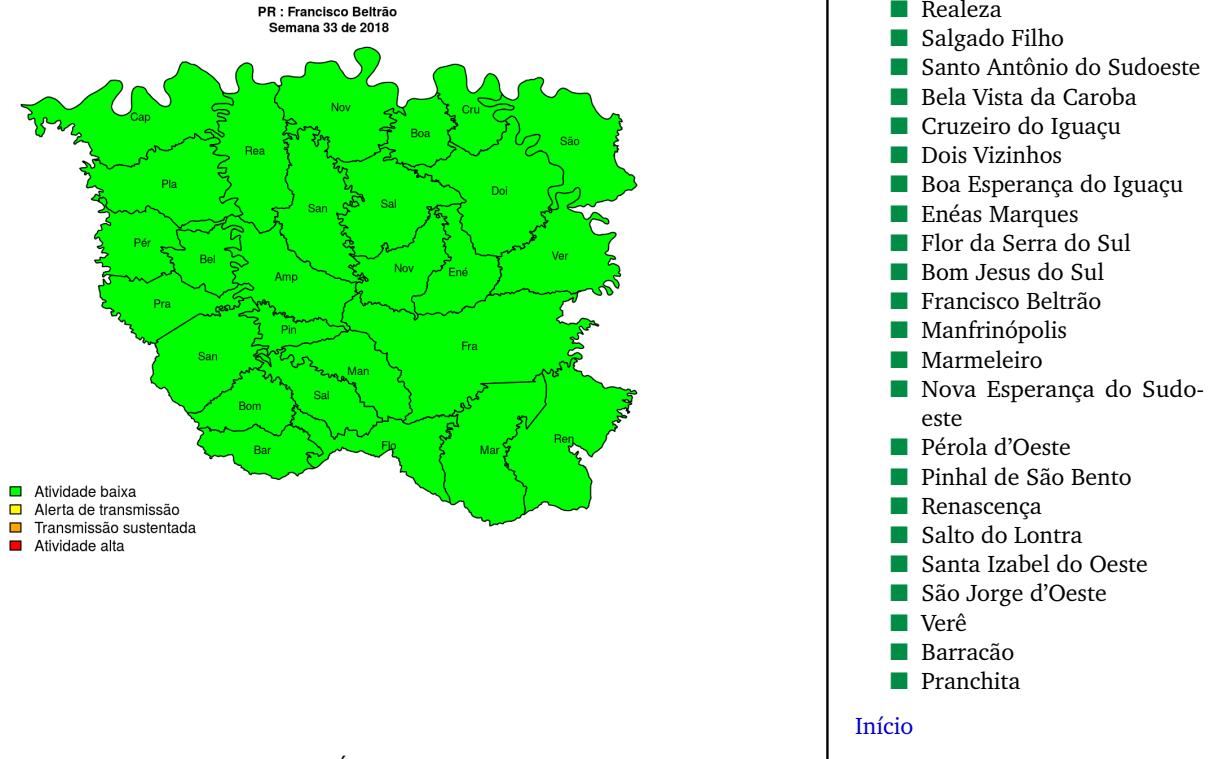 PR : Francisco Beltrão
Semana 33 de 2018
Cap
Nov
Cru
Boa
São
Rea
Pla
Doi
Sal
San
Pér
Bel
Ver
Nov
Ené
Amp
Pra
Pin
Fra
San
Man
Sal
Bom
Ren
Flo
Bar
Mar
Atividade baixa
Alerta de transmissão
Transmissão sustentada
Atividade alta
Realeza
Salgado Filho
Santo Antônio do Sudoeste
Bela Vista da Caroba
Cruzeiro do Iguaçu
Dois Vizinhos
Boa Esperança do Iguaçu
Enéas Marques
Flor da Serra do Sul
Bom Jesus do Sul
Francisco Beltrão
Manfrinópolis
Marmeleiro
Nova Esperança do Sudo-
este
Pérola d'Oeste
Pinhal de São Bento
Renascença
Salto do Lontra
Santa Izabel do Oeste
São Jorge d'Oeste
Verê
Barracão
Pranchita
Início